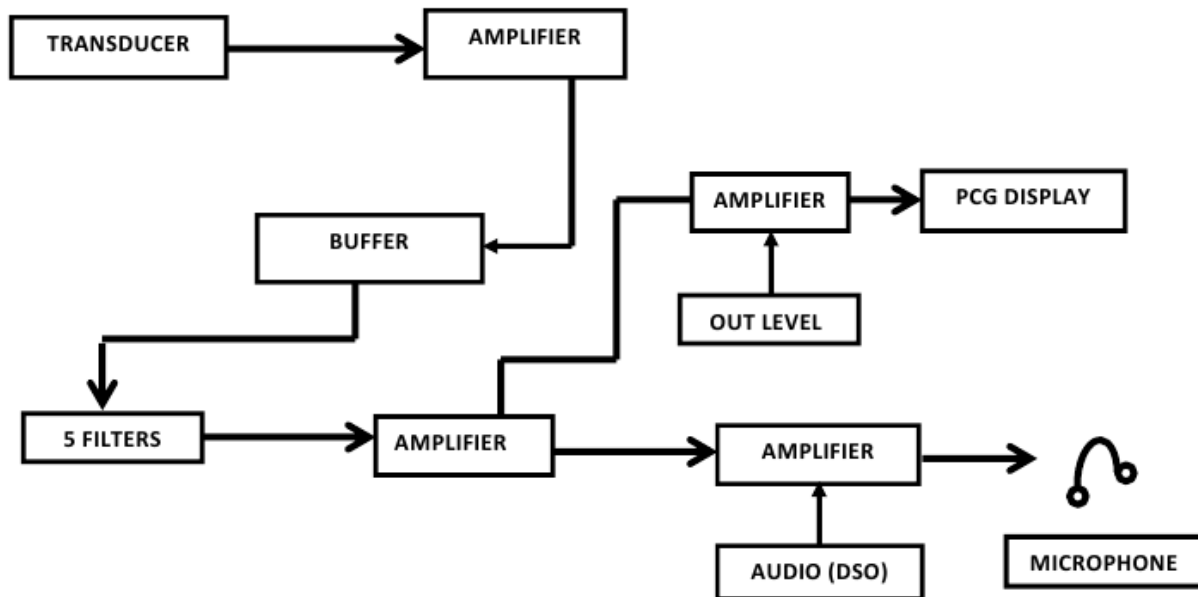 TRANSDUCER
AMPLIFIER
AMPLIFIER
PCG DISPLAY
BUFFER
OUT LEVEL
5 FILTERS
AMPLIFIER
AMPLIFIER
AUDIO (DSO)
MICROPHONE